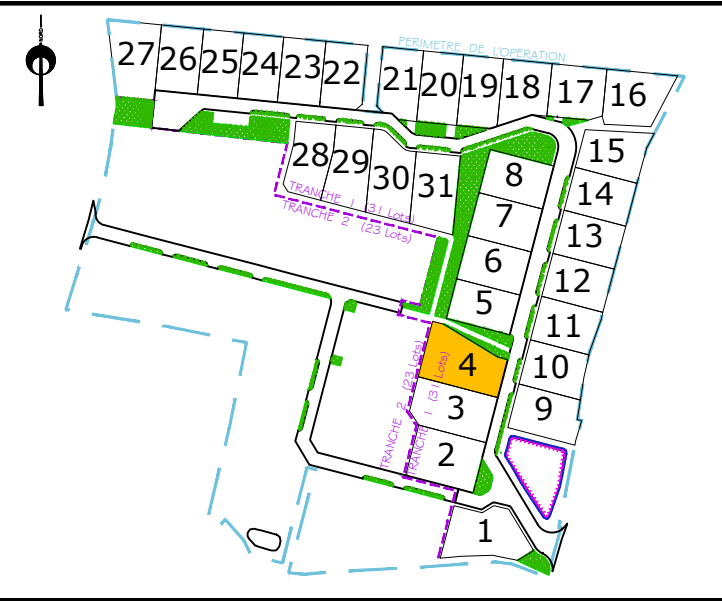 NORD
PERIMETRE DE L'OPERATION
27 26 25 24 23 22 21 20 19 18 17 16
28 29 30 31
15
14
13
12
11
10
9
8
7
6
5
4
3
2
1
TRANCHE 1 (31 Lots)
TRANCHE 2 (23 Lots)
TRANCHE 2 (23 Lots)
TRANCHE 1 (31 Lots)